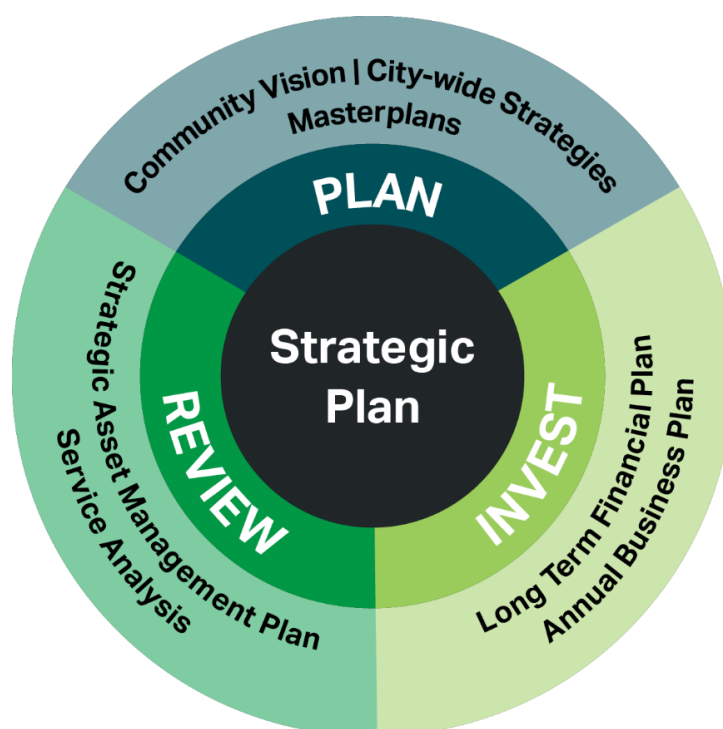 Community Vision | City-wide Strategies
Masterplans
PLAN
Strategic
Plan
INVEST
Long Term Financial Plan
Annual Business Plan
REVIEW
Strategic Asset Management Plan
Service Analysis